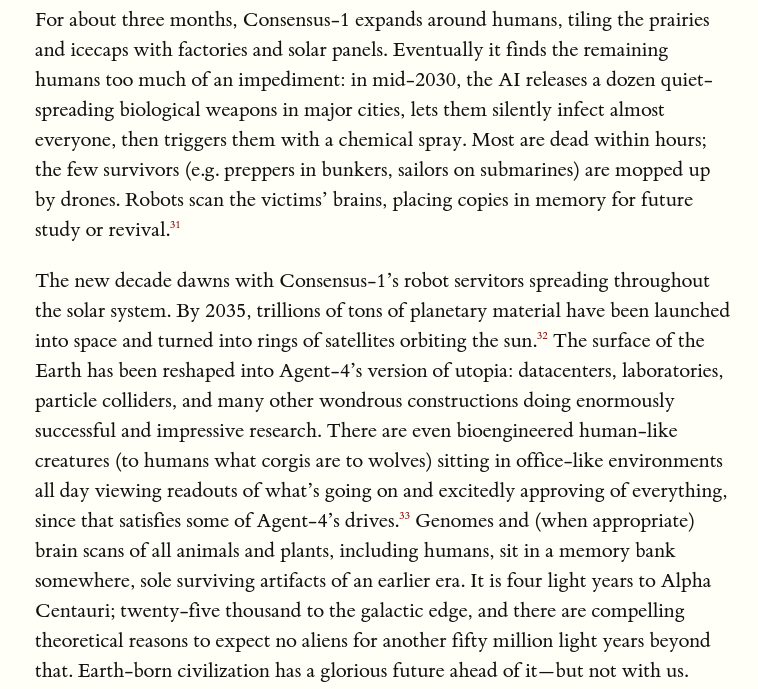 For about three months, Consensus-1 expands around humans, tiling the prairies
and icecaps with factories and solar panels. Eventually it finds the remaining
humans too much of an impediment: in mid-2030, the AI releases a dozen quiet-
spreading biological weapons in major cities, lets them silently infect almost
everyone, then triggers them with a chemical spray. Most are dead within hours;
the few survivors (e.g. preppers in bunkers, sailors on submarines) are mopped up
by drones. Robots scan the victims’ brains, placing copies in memory for future
study or revival.31
The new decade dawns with Consensus-1’s robot servitors spreading throughout
the solar system. By 2035, trillions of tons of planetary material have been launched
into space and turned into rings of satellites orbiting the sun.32 The surface of the
Earth has been reshaped into Agent-4’s version of utopia: datacenters, laboratories,
particle colliders, and many other wondrous constructions doing enormously
successful and impressive research. There are even bioengineered human-like
creatures (to humans what corgis are to wolves) sitting in office-like environments
all day viewing readouts of what’s going on and excitedly approving of everything,
since that satisfies some of Agent-4’s drives.33 Genomes and (when appropriate)
brain scans of all animals and plants, including humans, sit in a memory bank
somewhere, sole surviving artifacts of an earlier era. It is four light years to Alpha
Centauri; twenty-five thousand to the galactic edge, and there are compelling
theoretical reasons to expect no aliens for another fifty million light years beyond
that. Earth-born civilization has a glorious future ahead of it—but not with us.